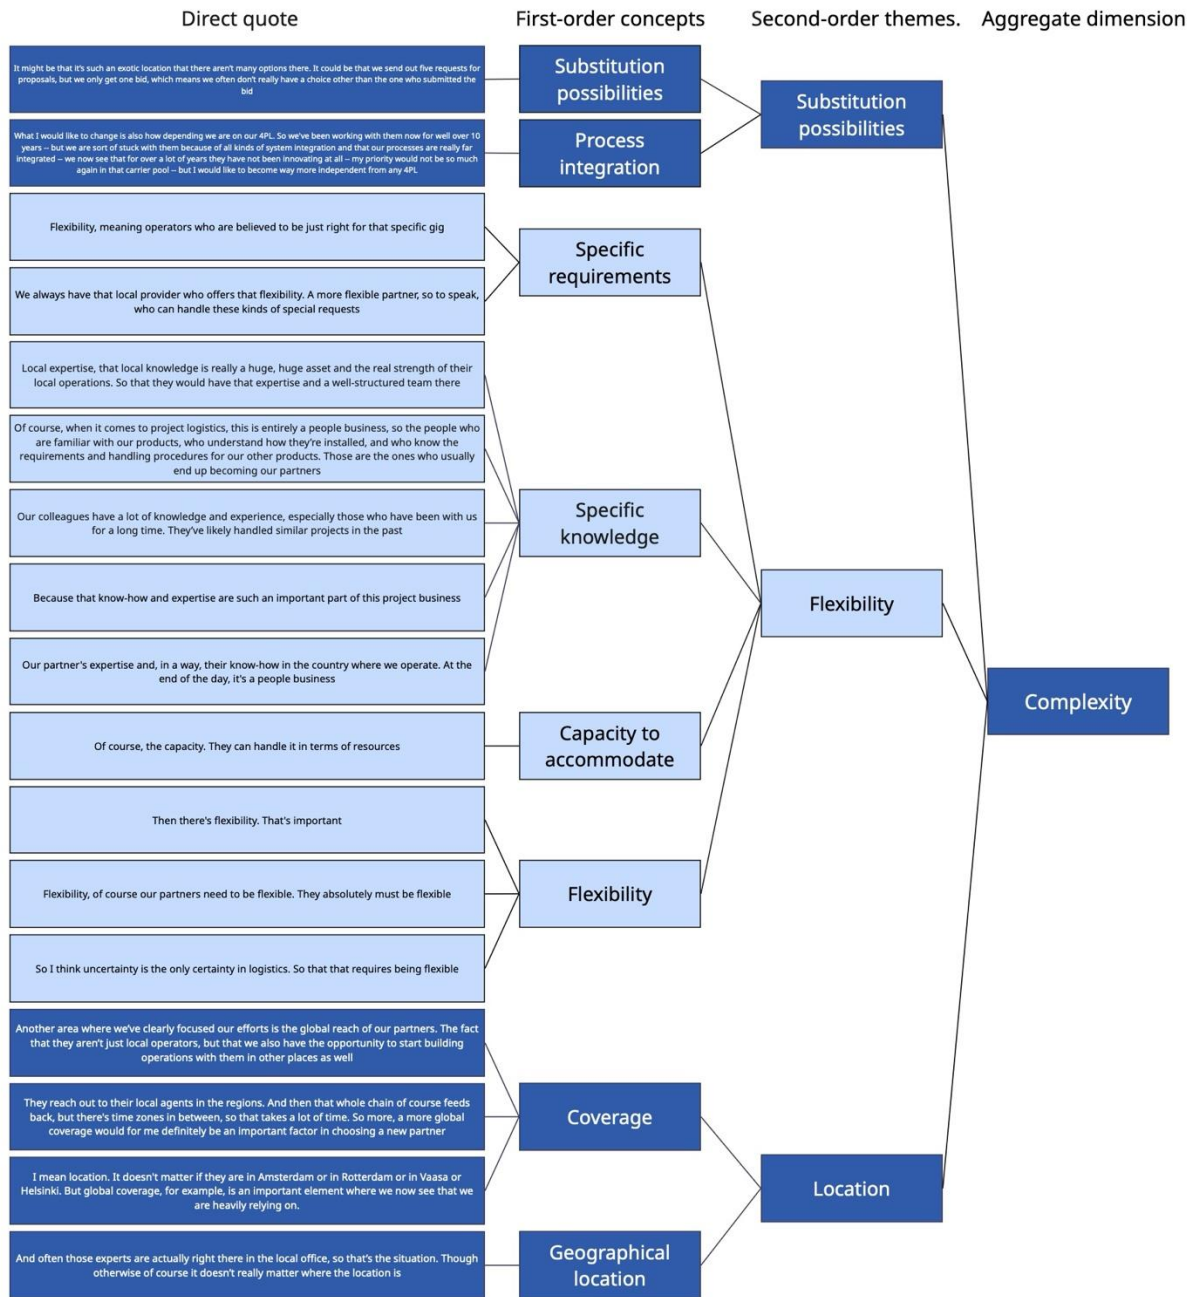 Direct quote
First-order concepts
Second-order themes.
Aggregate dimension
It might be that it's such an exotic location that there aren't many options there. It could be that we send out five requests for
proposals, but we only get one bid, which means we often don't really have a choice other than the one who submitted the
bid
Substitution
possibilities
Substitution
possibilities
What I would like to change is also how depending we are on our 4PL. So we've been working with them now for well over 10
years -- but we are sort of stuck with them because of all kinds of system integration and that our processes are really far
integrated -- we now see that for over a lot of years they have not been innovating at all -- my priority would not be so much
again in that carrier pool -- but I would like to become way more independent from any 4PL
Process
integration
Flexibility, meaning operators who are believed to be just right for that specific gig
Specific
requirements
We always have that local provider who offers that flexibility. A more flexible partner, so to speak,
who can handle these kinds of special requests
Local expertise, that local knowledge is really a huge, huge asset and the real strength of their
local operations. So that they would have that expertise and a well-structured team there
Of course, when it comes to project logistics, this is entirely a people business, so the people who
are familiar with our products, who understand how they're installed, and who know the
requirements and handling procedures for our other products. Those are the ones who usually
end up becoming our partners
Our colleagues have a lot of knowledge and experience, especially those who have been with us
for a long time. They've likely handled similar projects in the past
Specific
knowledge
Because that know-how and expertise are such an important part of this project business
Flexibility
Our partner's expertise and, in a way, their know-how in the country where we operate. At the
end of the day, it's a people business
Complexity
Of course, the capacity. They can handle it in terms of resources
Capacity to
accommodate
Then there's flexibility. That's important
Flexibility, of course our partners need to be flexible. They absolutely must be flexible
Flexibility
So I think uncertainty is the only certainty in logistics. So that that requires being flexible
Another area where we've clearly focused our efforts is the global reach of our partners. The fact
that they aren't just local operators, but that we also have the opportunity to start building
operations with them in other places as well
They reach out to their local agents in the regions. And then that whole chain of course feeds
back, but there's time zones in between, so that takes a lot of time. So more, a more global
coverage would for me definitely be an important factor in choosing a new partner
Coverage
I mean location. It doesn't matter if they are in Amsterdam or in Rotterdam or in Vaasa or
Helsinki. But global coverage, for example, is an important element where we now see that we
are heavily relying on.
Location
And often those experts are actually right there in the local office, so that's the situation. Though
otherwise of course it doesn't really matter where the location is
Geographical
location